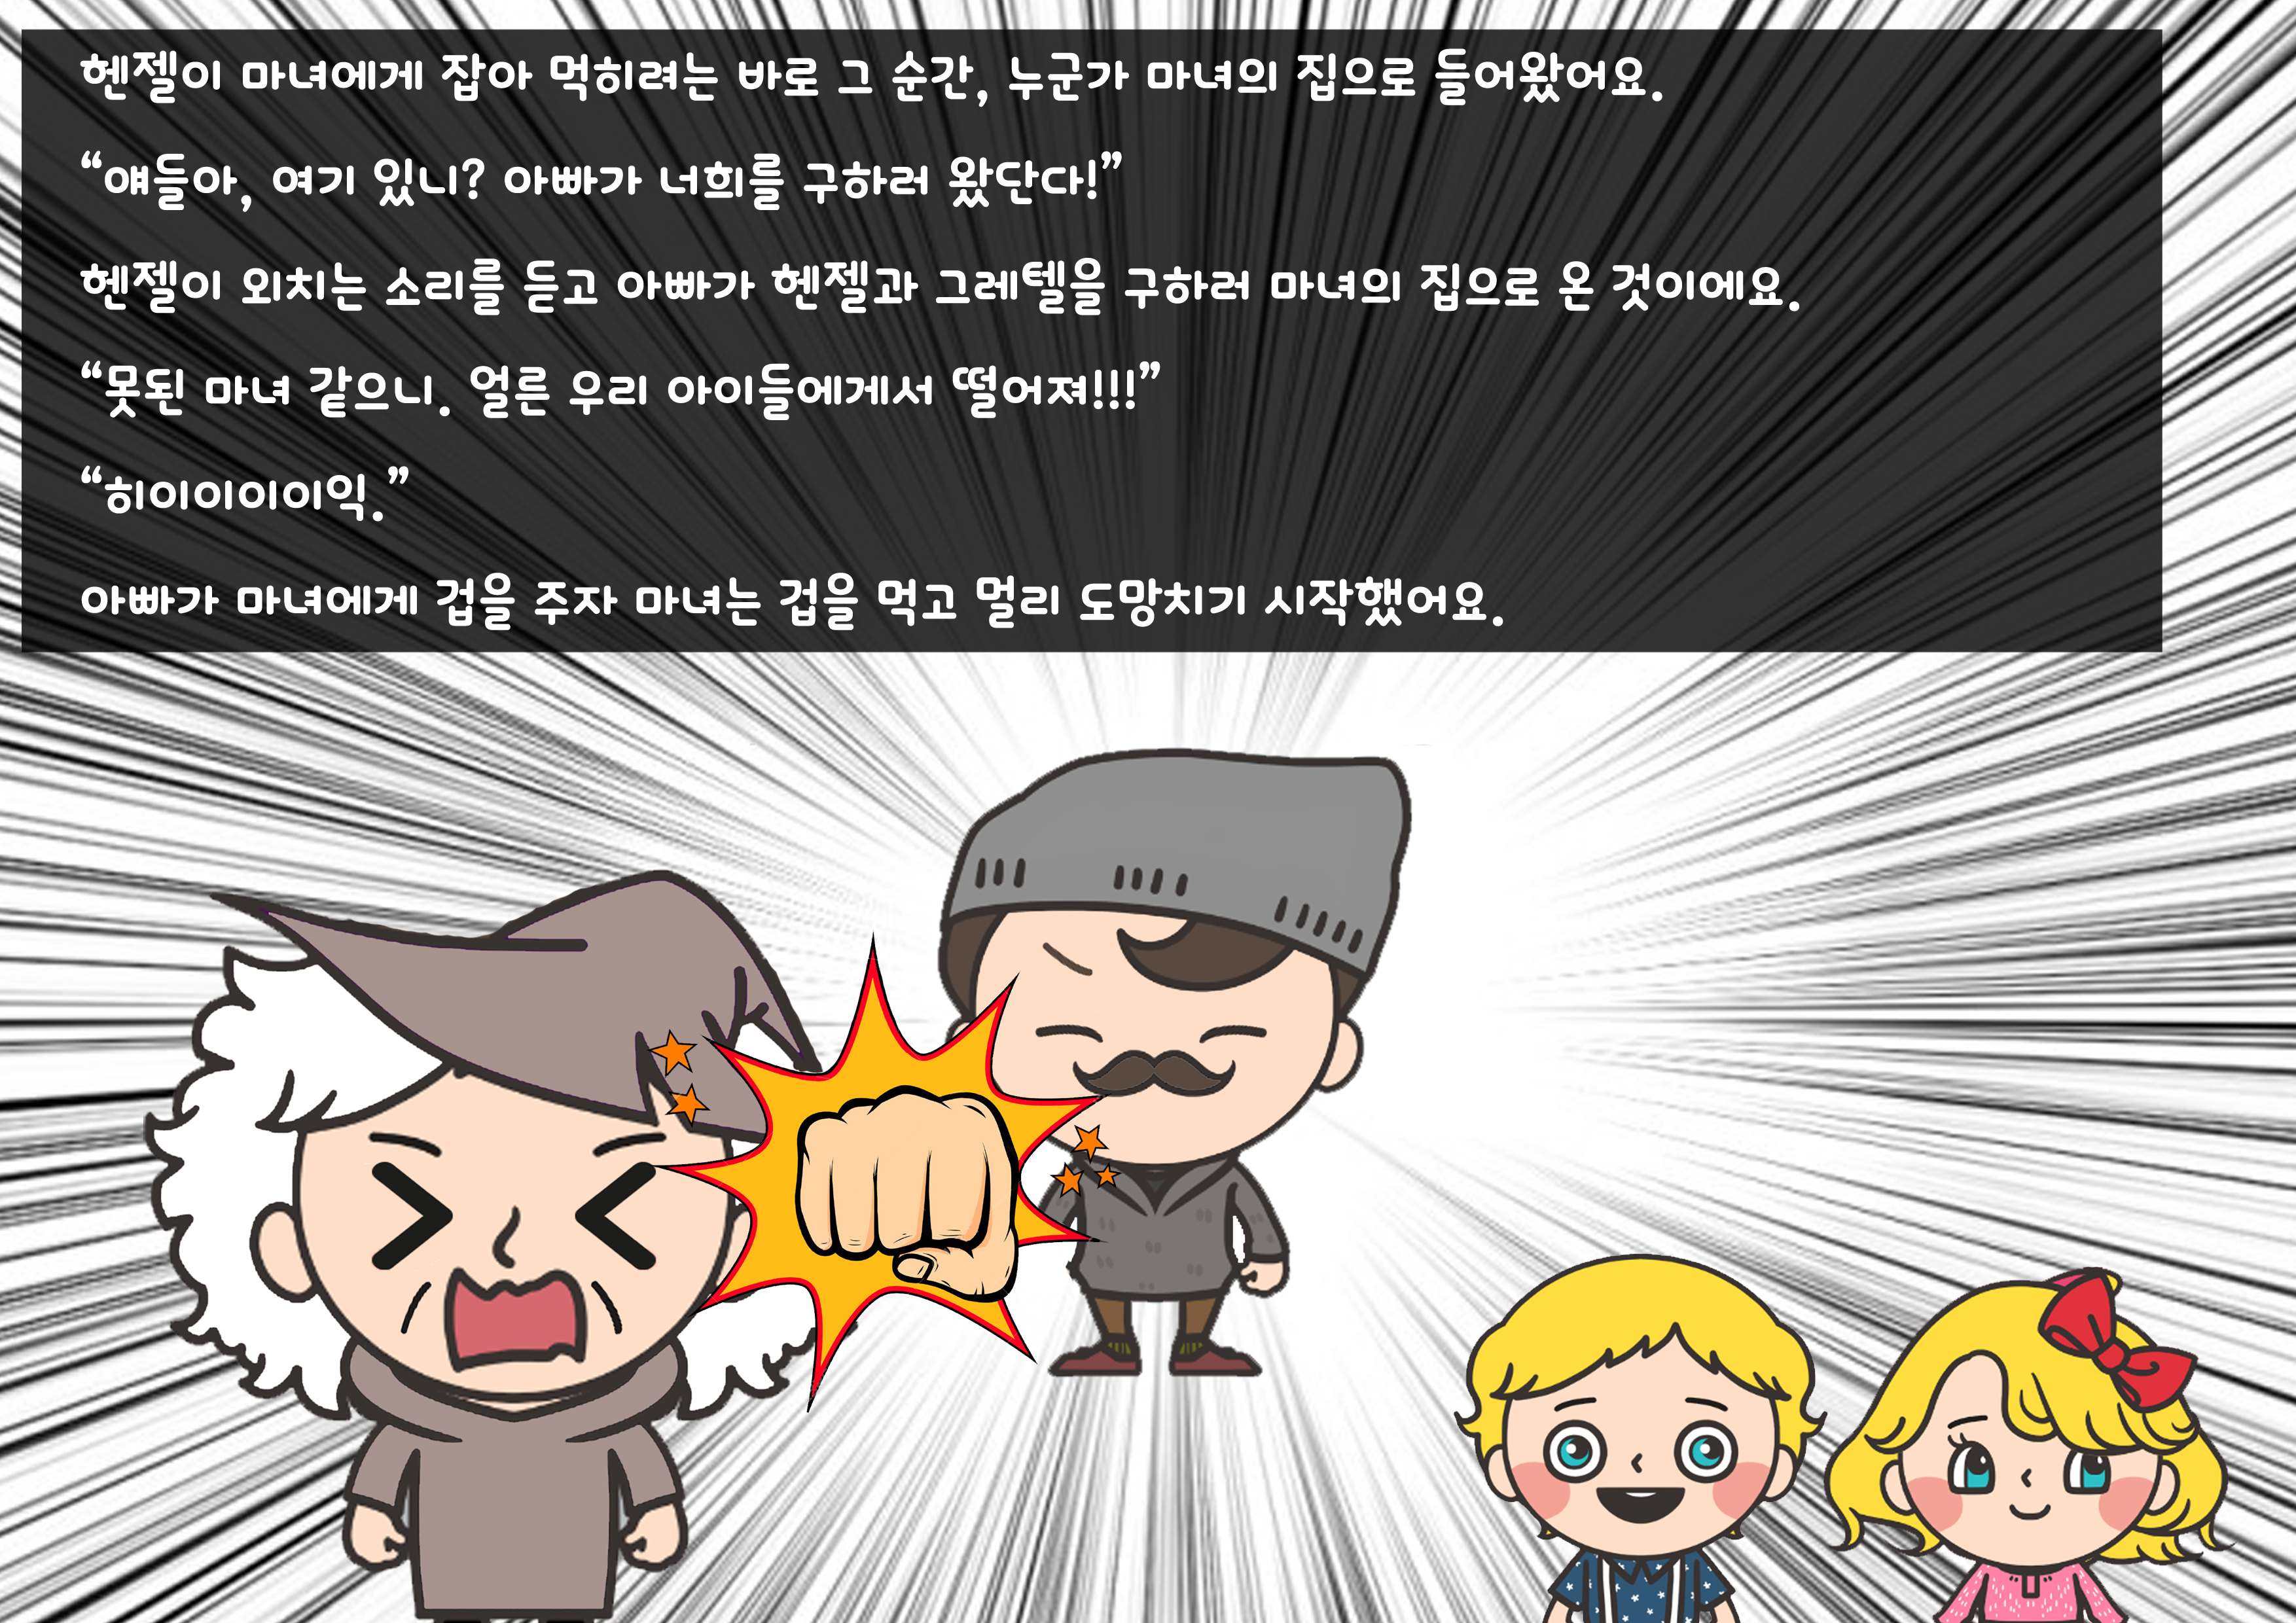 헨젤이 마녀에게 잡아 먹히려는 바로 그 순간, 누군가 마녀의 집으로 들어왔어요.
“얘들아, 여기 있니? 아빠가 너희를 구하러 왔단다!”
헨젤이 외치는 소리를 듣고 아빠가 헨젤과 그레텔을 구하러 마녀의 집으로 온 것이에요.
“못된 마녀 같으니. 얼른 우리 아이들에게서 떨어져!!!”
“히이이이이익.”
아빠가 마녀에게 겁을 주자 마녀는 겁을 먹고 멀리 도망치기 시작했어요.